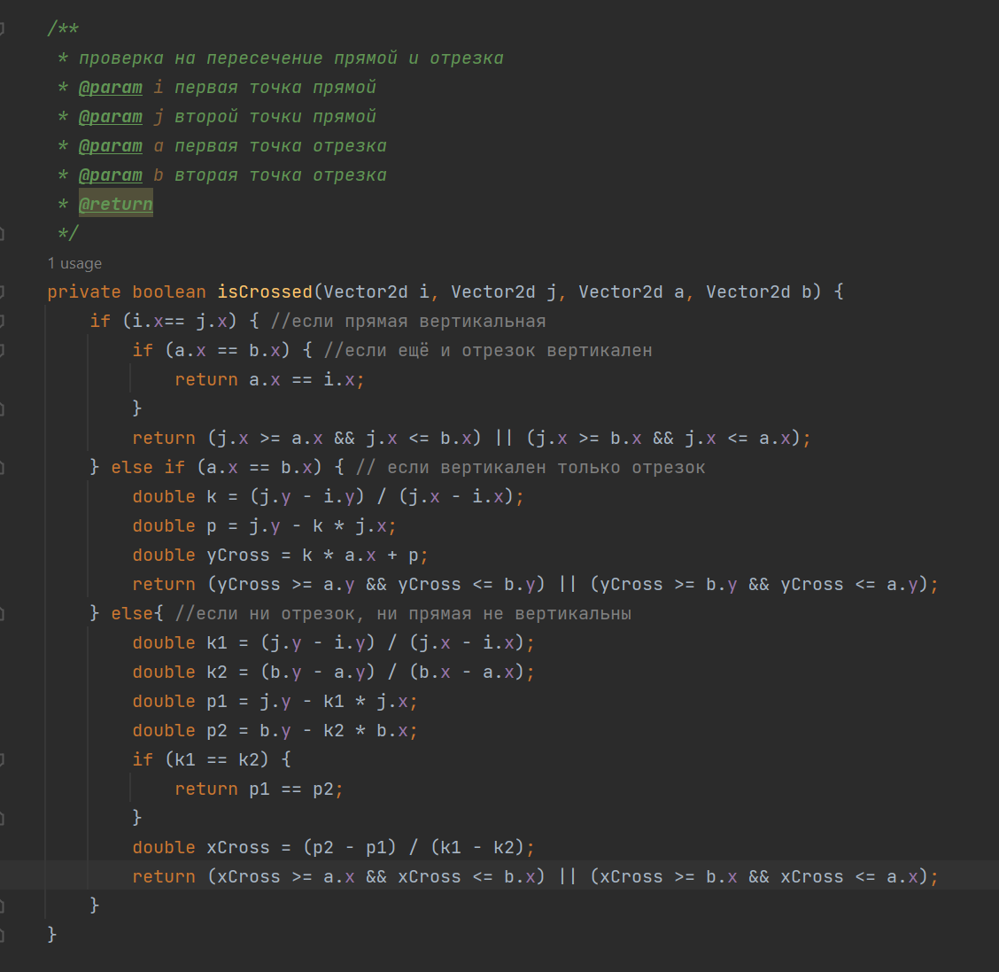 /**
 * проверка на пересечение прямой и отрезка
 * @param i первая точка прямой
 * @param j второй точки прямой
 * @param a первая точка отрезка
 * @param b вторая точка отрезка
 * @return
 */
1 usage
private boolean isCrossed(Vector2d i, Vector2d j, Vector2d a, Vector2d b) {
    if (i.x== j.x) { //если прямая вертикальная
        if (a.x == b.x) { //если ещё и отрезок вертикален
            return a.x == i.x;
        }
        return (j.x >= a.x && j.x <= b.x) || (j.x >= b.x && j.x <= a.x);
    } else if (a.x == b.x) { // если вертикален только отрезок
        double k = (j.y - i.y) / (j.x - i.x);
        double p = j.y - k * j.x;
        double yCross = k * a.x + p;
        return (yCross >= a.y && yCross <= b.y) || (yCross >= b.y && yCross <= a.y);
    } else{ //если ни отрезок, ни прямая не вертикальны
        double k1 = (j.y - i.y) / (j.x - i.x);
        double k2 = (b.y - a.y) / (b.x - a.x);
        double p1 = j.y - k1 * j.x;
        double p2 = b.y - k2 * b.x;
        if (k1 == k2) {
            return p1 == p2;
        }
        double xCross = (p2 - p1) / (k1 - k2);
        return (xCross >= a.x && xCross <= b.x) || (xCross >= b.x && xCross <= a.x);
    }
}